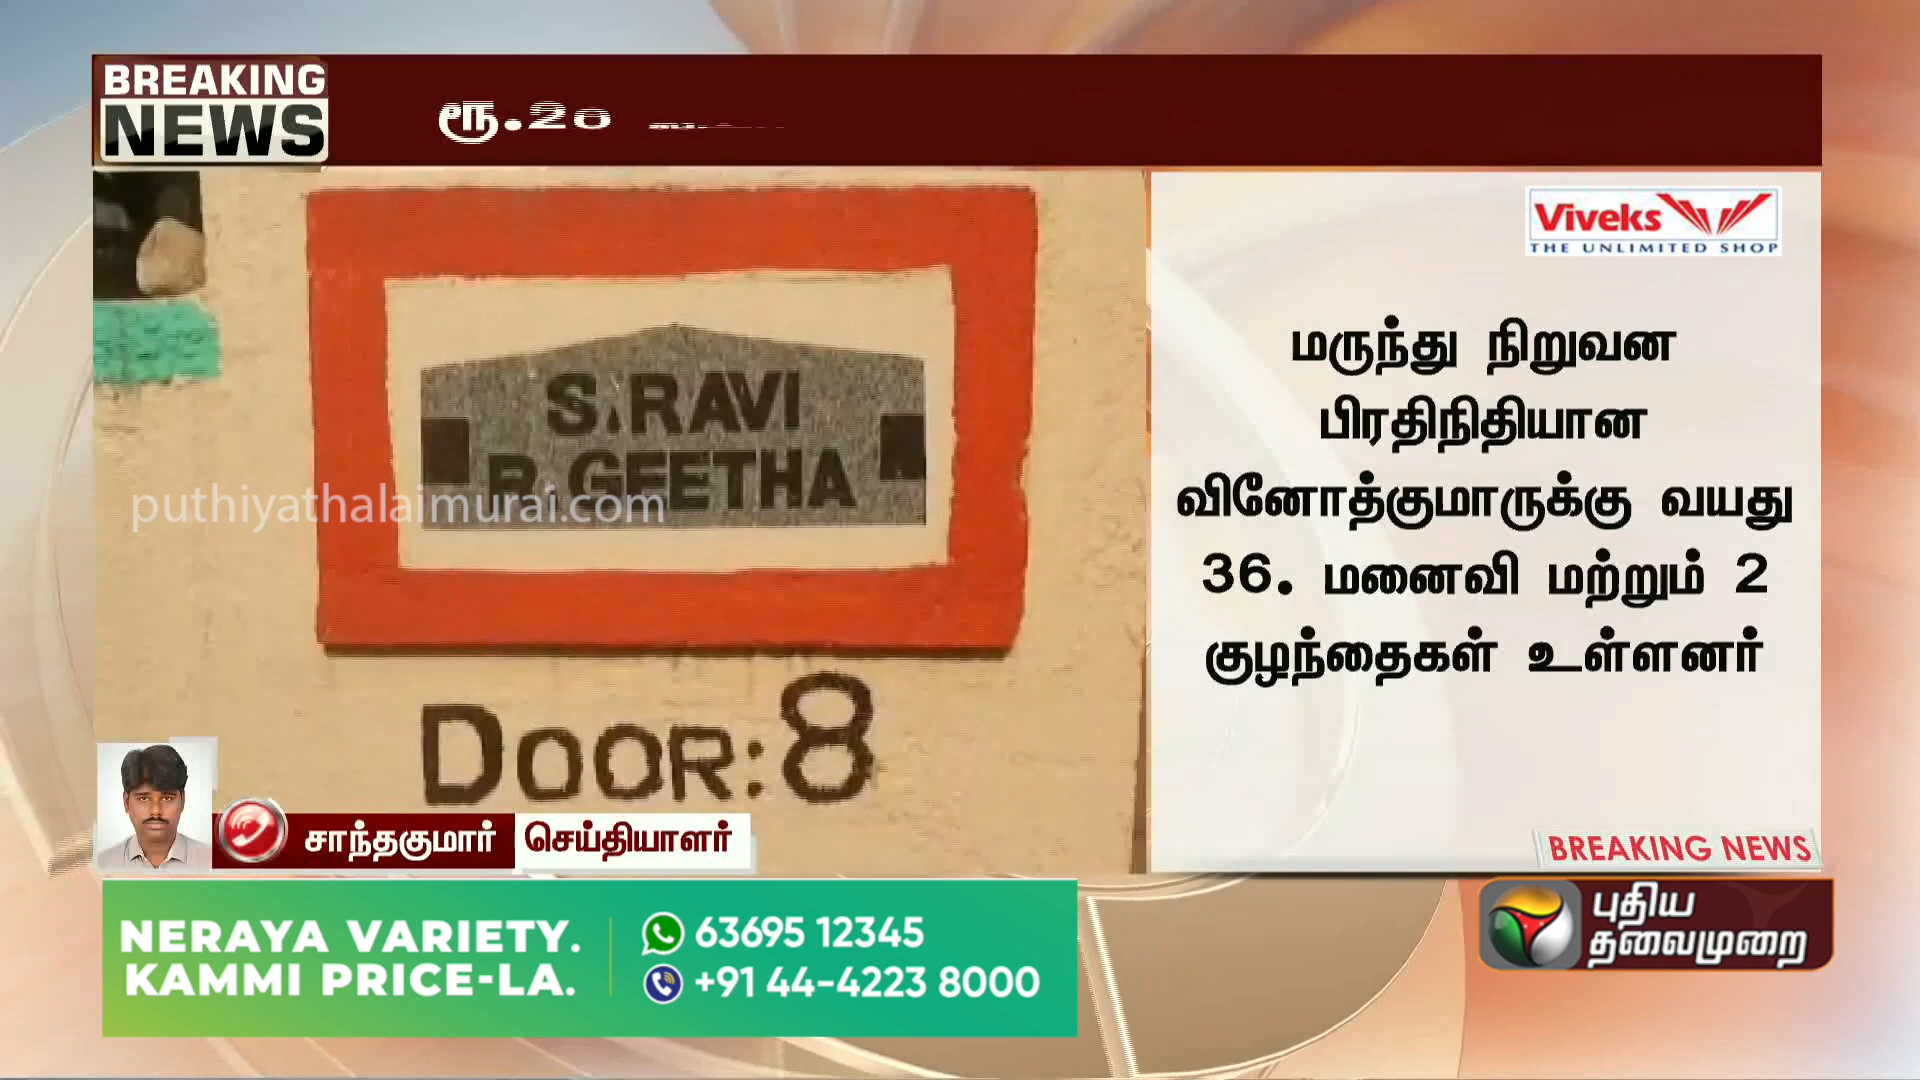 BREAKING
NEWS
ரூ.20
Viveks
THE UNLIMITED SHOP
S.RAVI
R.GEETHA
puthiyathalaimurai.com
DOOR:8
மருந்து நிறுவன
பிரதிநிதியான
வினோத்குமாருக்கு வயது
36. மனைவி மற்றும் 2
குழந்தைகள் உள்ளனர்
சாந்தகுமார் செய்தியாளர்
BREAKING NEWS
NERAYA VARIETY.
KAMMI PRICE-LA.
63695 12345
+91 44-4223 8000
புதிய
தலைமுறை